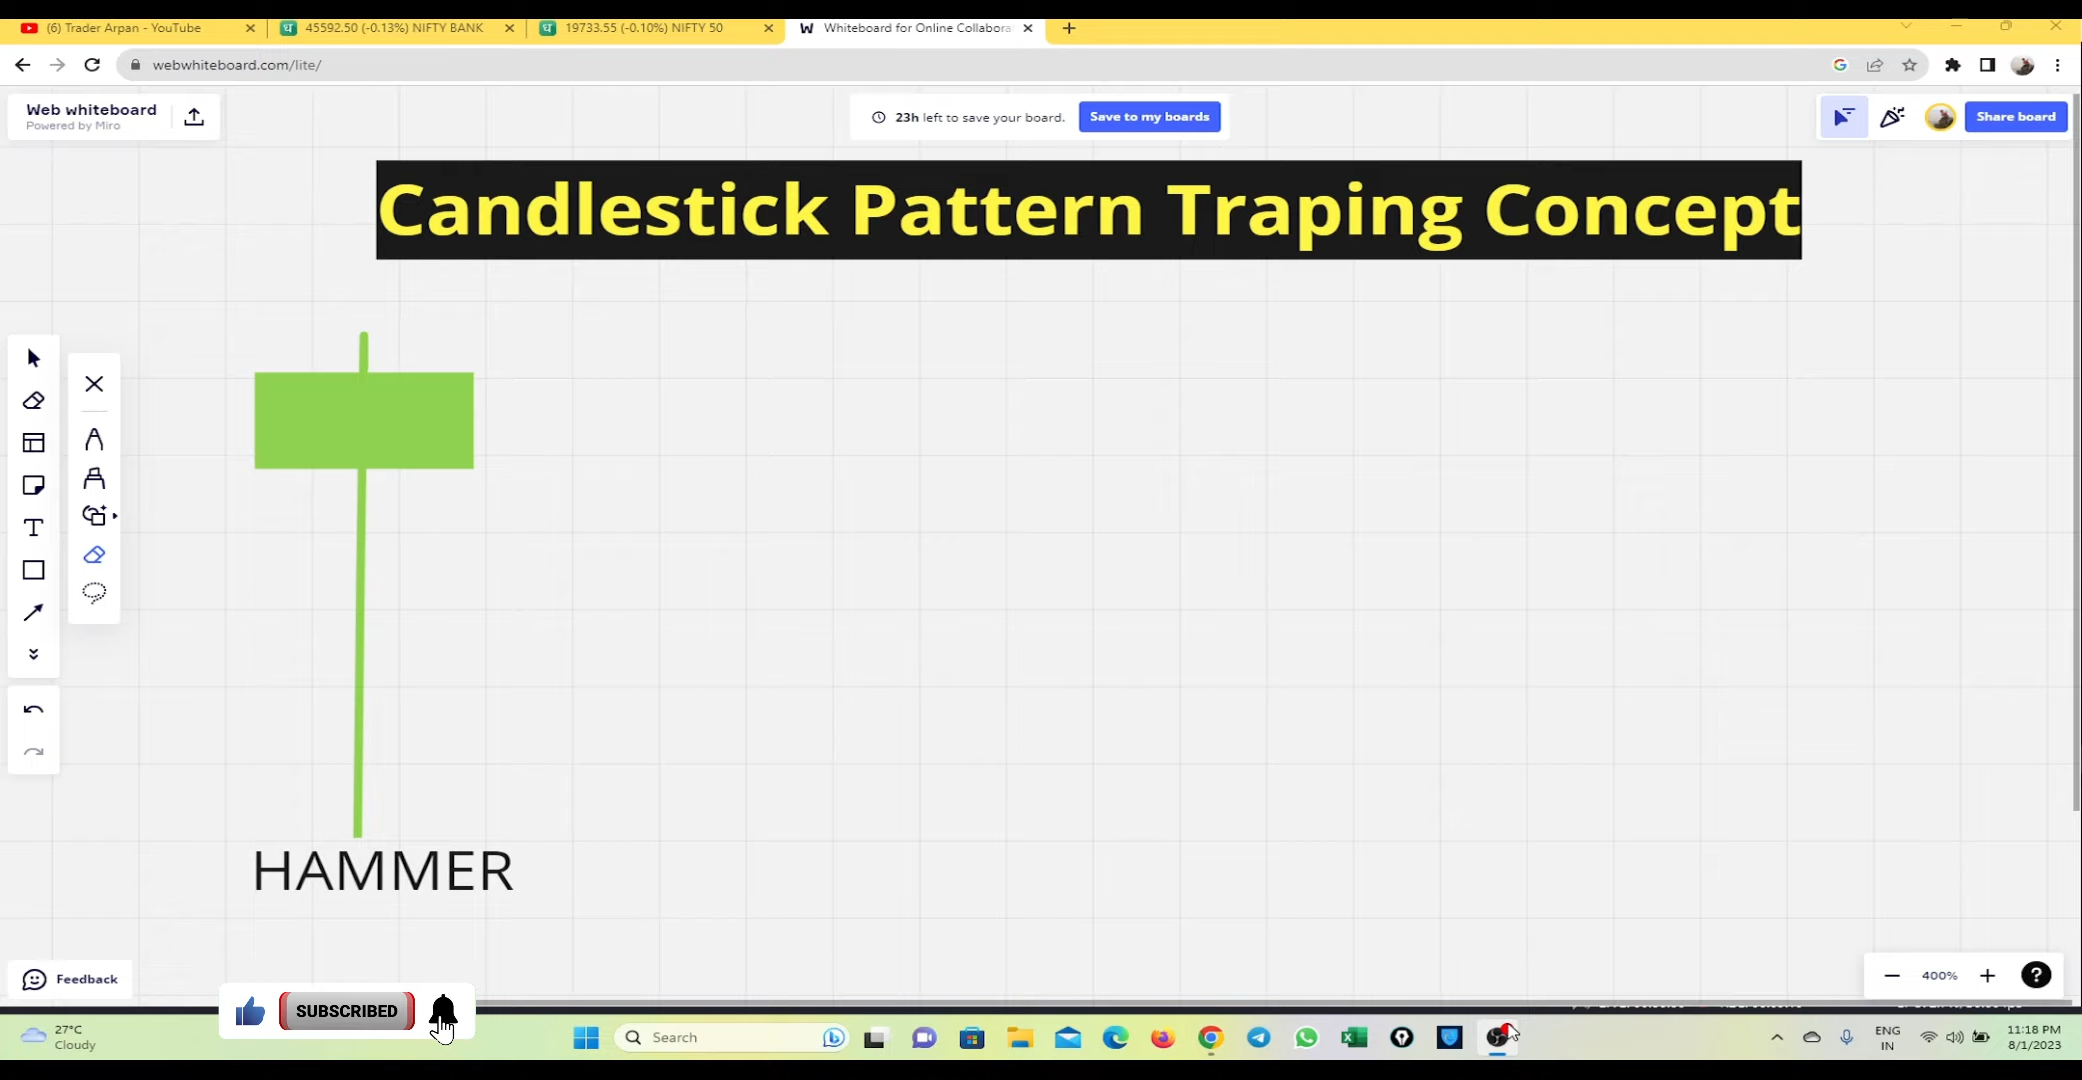 (6) Trader Arpan - YouTube
45592.50 (-0.13%) NIFTY BANK
19733.55 (-0.10%) NIFTY 50
W Whiteboard for Online Collabora
webwhiteboard.com/lite/
Web whiteboard
Powered by Miro
23h left to save your board.
Save to my boards
Share board
Candlestick Pattern Traping Concept
HAMMER
Feedback
400%
SUBSCRIBED
27°C
Cloudy
Search
ENG
IN
11:18 PM
8/1/2023